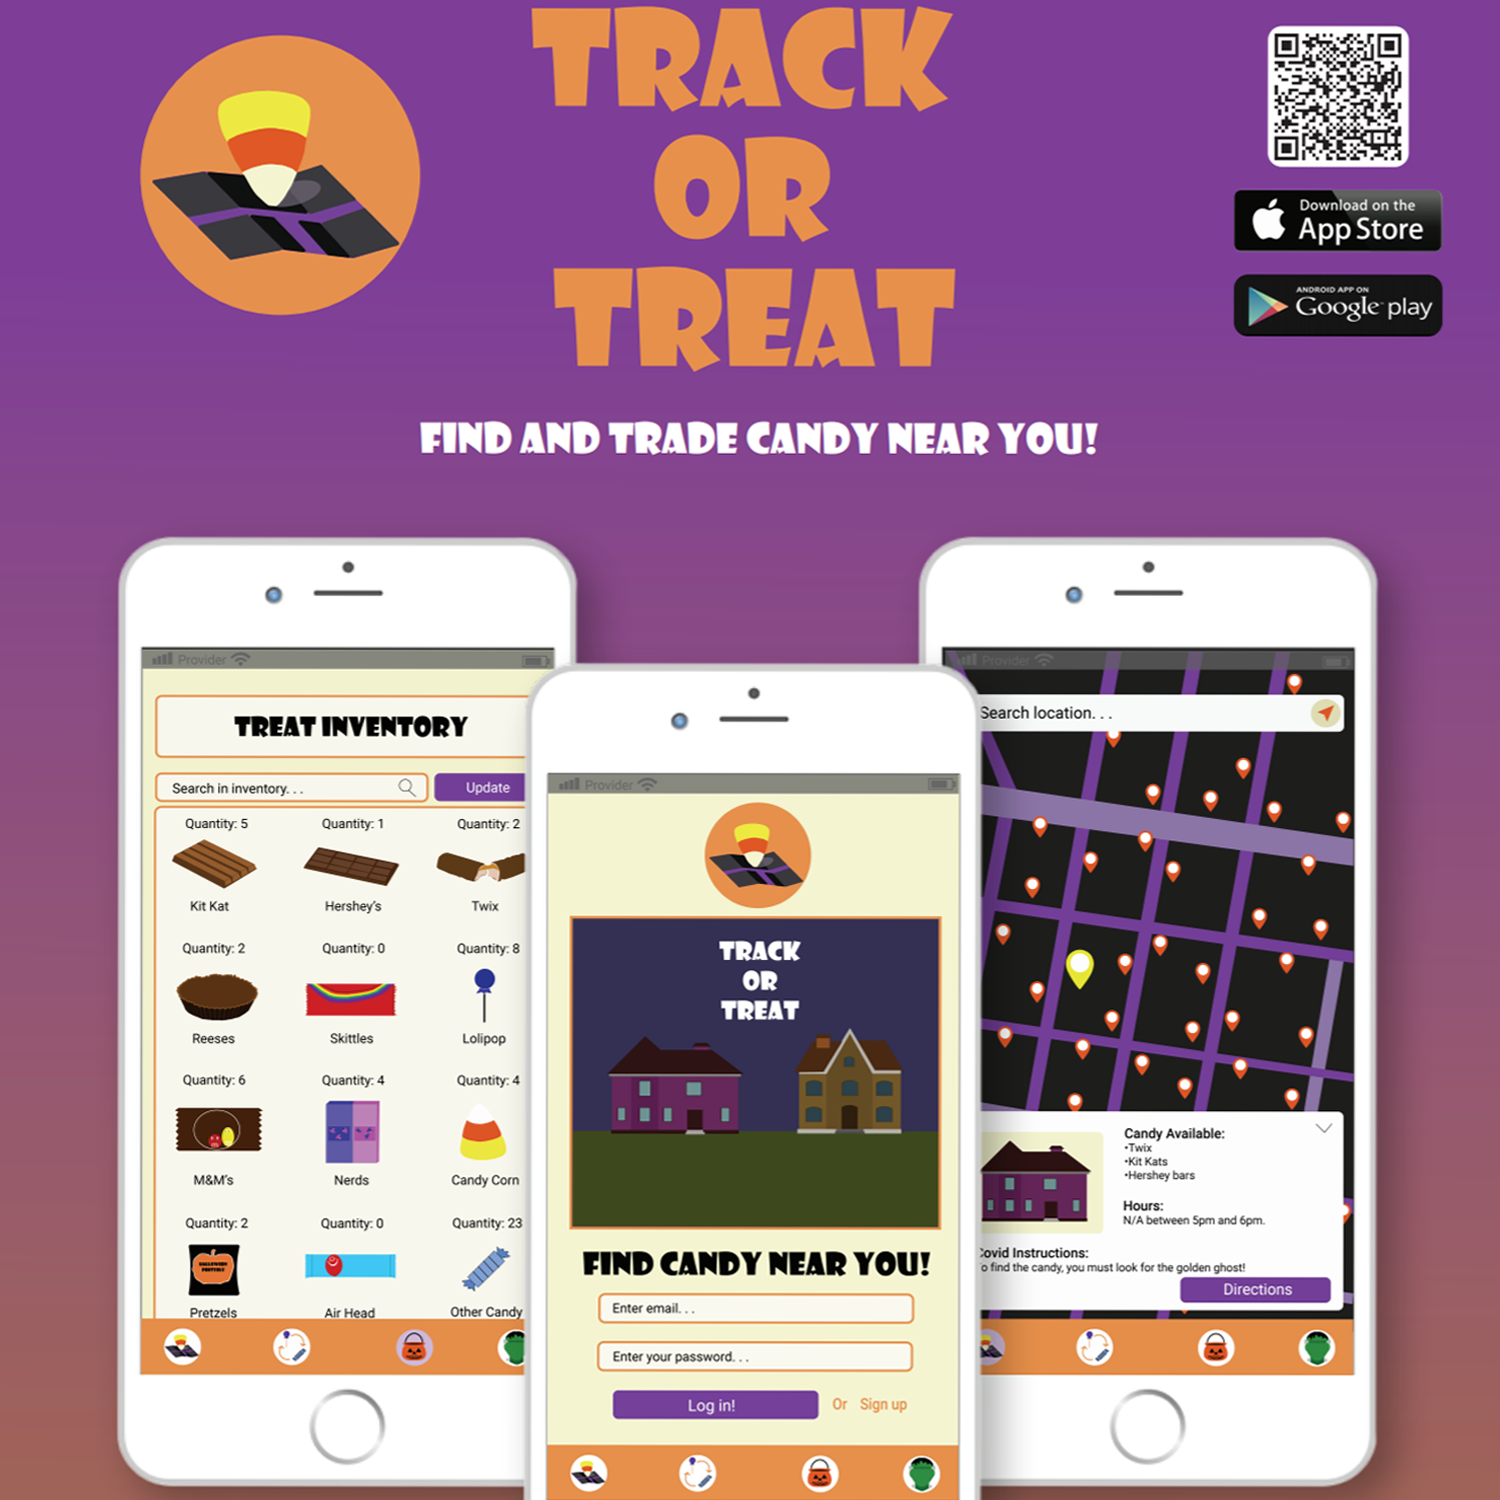 TRACK
OR
TREAT
Download on the
App Store
ANDROID APP ON
Google play
FIND AND TRADE CANDY NEAR YOU!
Provider
TREAT INVENTORY
Search in inventory. . .
Update
Quantity: 5
Quantity: 1
Quantity: 2
Kit Kat
Hershey's
Twix
Quantity: 2
Quantity: 0
Quantity: 8
Reeses
Skittles
Lolipop
Quantity: 6
Quantity: 4
Quantity: 4
M&M's
Nerds
Candy Corn
Quantity: 2
Quantity: 0
Quantity: 23
HALLOWEEN
PRETZELS
Pretzels
Air Head
Other Candy
Provider
TRACK
OR
TREAT
FIND CANDY NEAR YOU!
Enter email. . .
Enter your password. . .
Log in!
Or Sign up
Provider
Search location. . .
Candy Available:
•Twix
•Kit Kats
•Hershey bars
Hours:
N/A between 5pm and 6pm.
Covid Instructions:
To find the candy, you must look for the golden ghost!
Directions